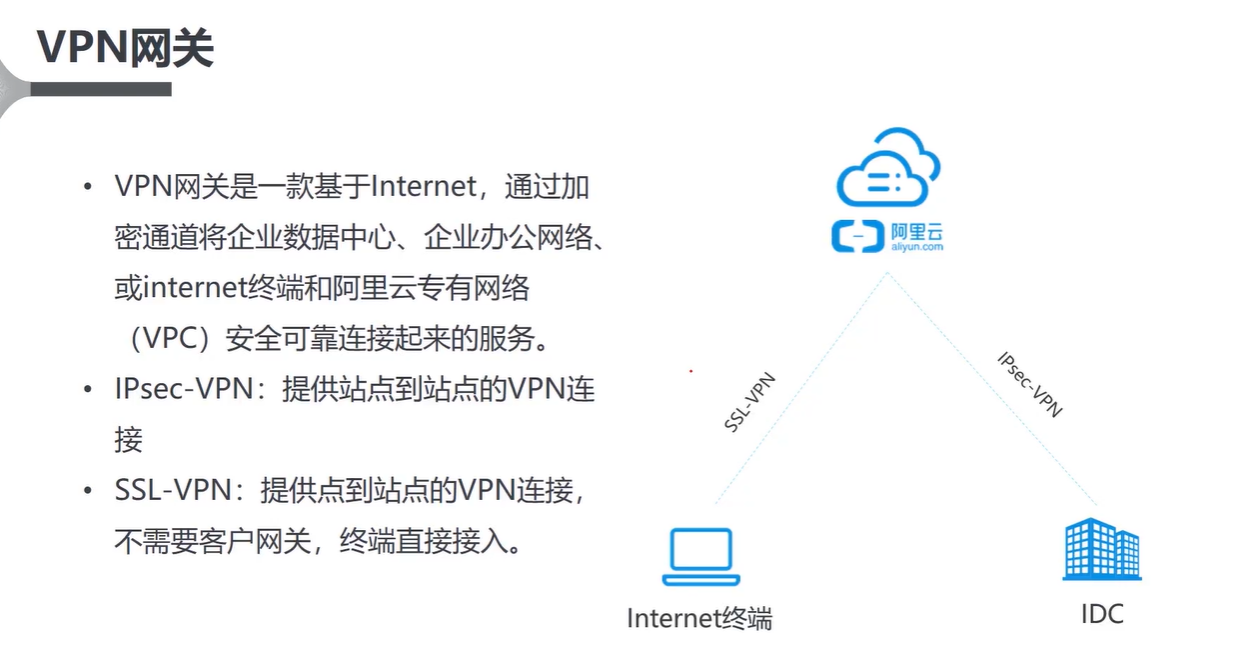 VPN网关
• VPN网关是一款基于Internet，通过加
密通道将企业数据中心、企业办公网络、
或internet终端和阿里云专有网络
（VPC）安全可靠连接起来的服务。
• IPsec-VPN：提供站点到站点的VPN连
接
• SSL-VPN：提供点到站点的VPN连接，
不需要客户网关，终端直接接入。
阿里云
aliyun.com
SSL-VPN
IPsec-VPN
Internet终端
IDC